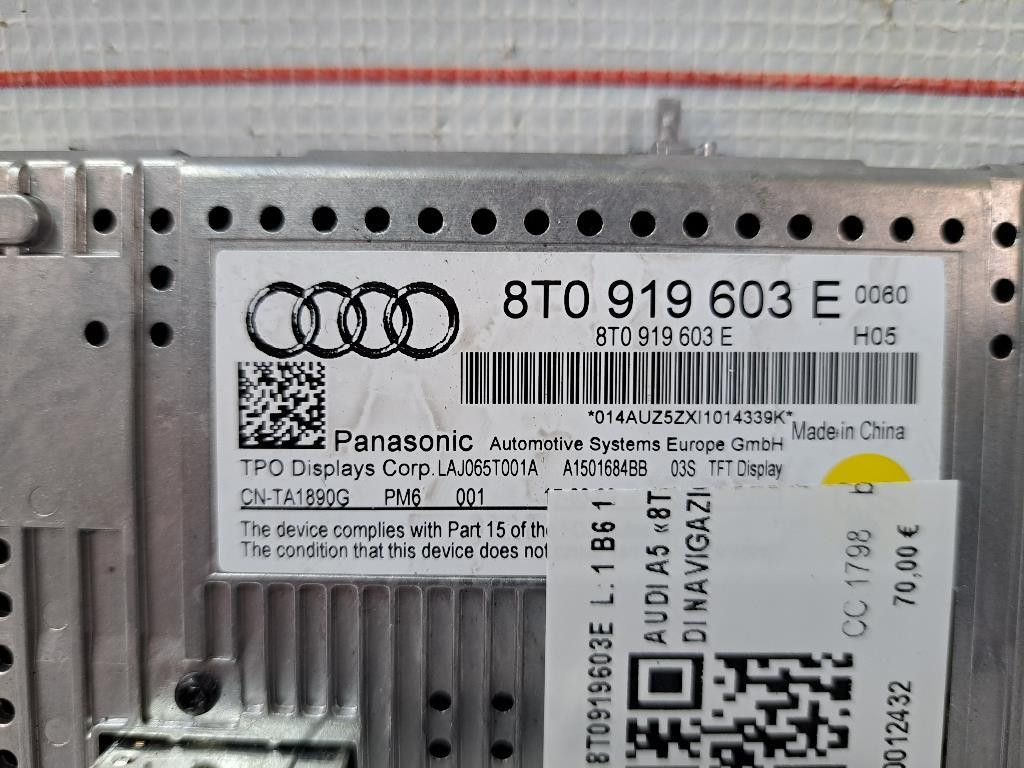 8T0 919 603 E 0060
8T0 919 603 E H05
*014AUZ5ZXI1014339K*
Panasonic Automotive Systems Europe GmbH Made in China
TPO Displays Corp. LAJ065T001A A1501684BB 03S TFT Display
CN-TA1890G PM6 001
The device complies with Part 15 of the
The condition that this device does not
8T0919603E L: 1 B6 1
AUDI A5 «8T
DI NAVIGAZI
CC 1798
70,00 €
0012432